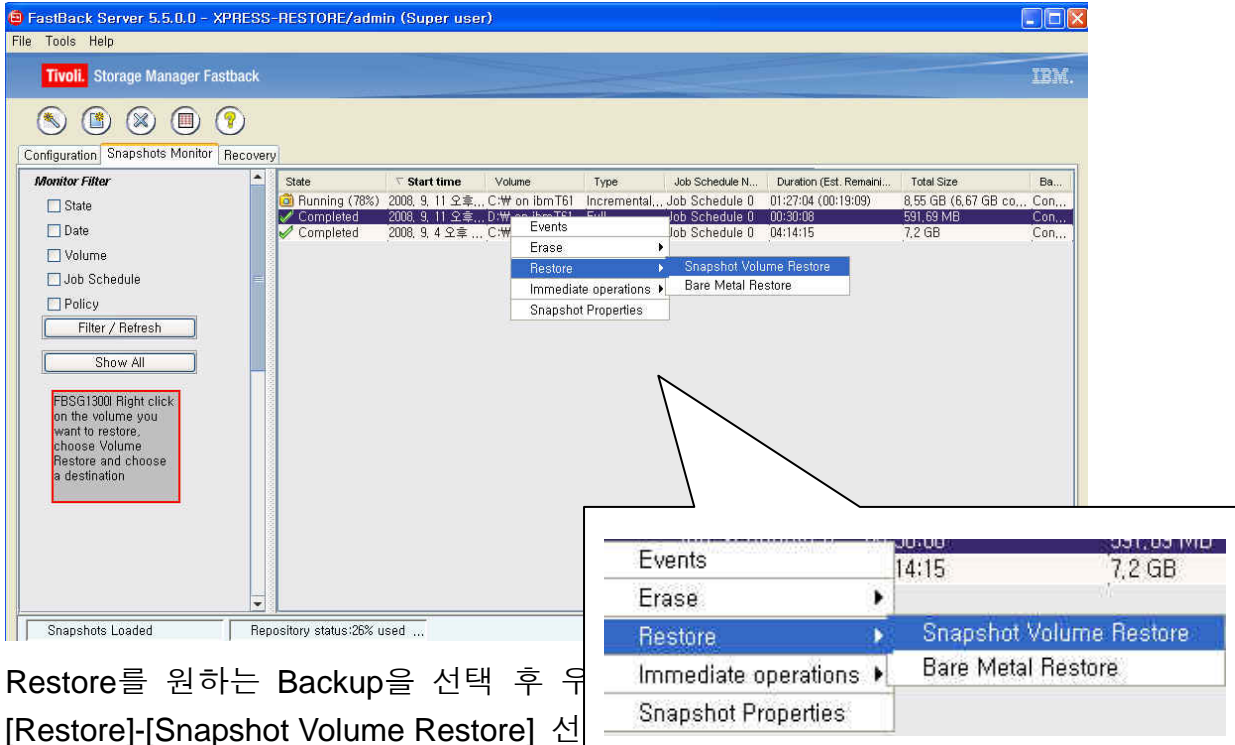 FastBack Server 5.5.0.0 - XPRESS-RESTORE/admin (Super user)
File Tools Help
Tivoli. Storage Manager Fastback
IBM.
Configuration Snapshots Monitor Recovery
Monitor Filter
State
Date
Volume
Job Schedule
Policy
Filter / Refresh
Show All
FBSG1300I Right click
on the volume you
want to restore,
choose Volume
Restore and choose
a destination
State Start time Volume Type Job Schedule N... Duration (Est. Remaini... Total Size Ba...
Running (78%) 2008, 9, 11 오후... C:₩ on ibmT61 Incremental,... Job Schedule 0 01:27:04 (00:19:09) 8,55 GB (6,67 GB co,... Con,...
Completed 2008, 9, 11 오후... D:₩ on ibmT61 Full Job Schedule 0 00:30:08 591,69 MB Con,...
Completed 2008, 9, 4 오후 ... C:₩ Job Schedule 0 04:14:15 7,2 GB Con,...
Events
Erase
Restore
Immediate operations
Snapshot Properties
Snapshot Volume Restore
Bare Metal Restore
Snapshots Loaded
Repository status:26% used ...
Events
Erase
Restore
Immediate operations
Snapshot Properties
14:15 7,2 GB
Snapshot Volume Restore
Bare Metal Restore
Restore를 원하는 Backup을 선택 후 우
[Restore]-[Snapshot Volume Restore] 선